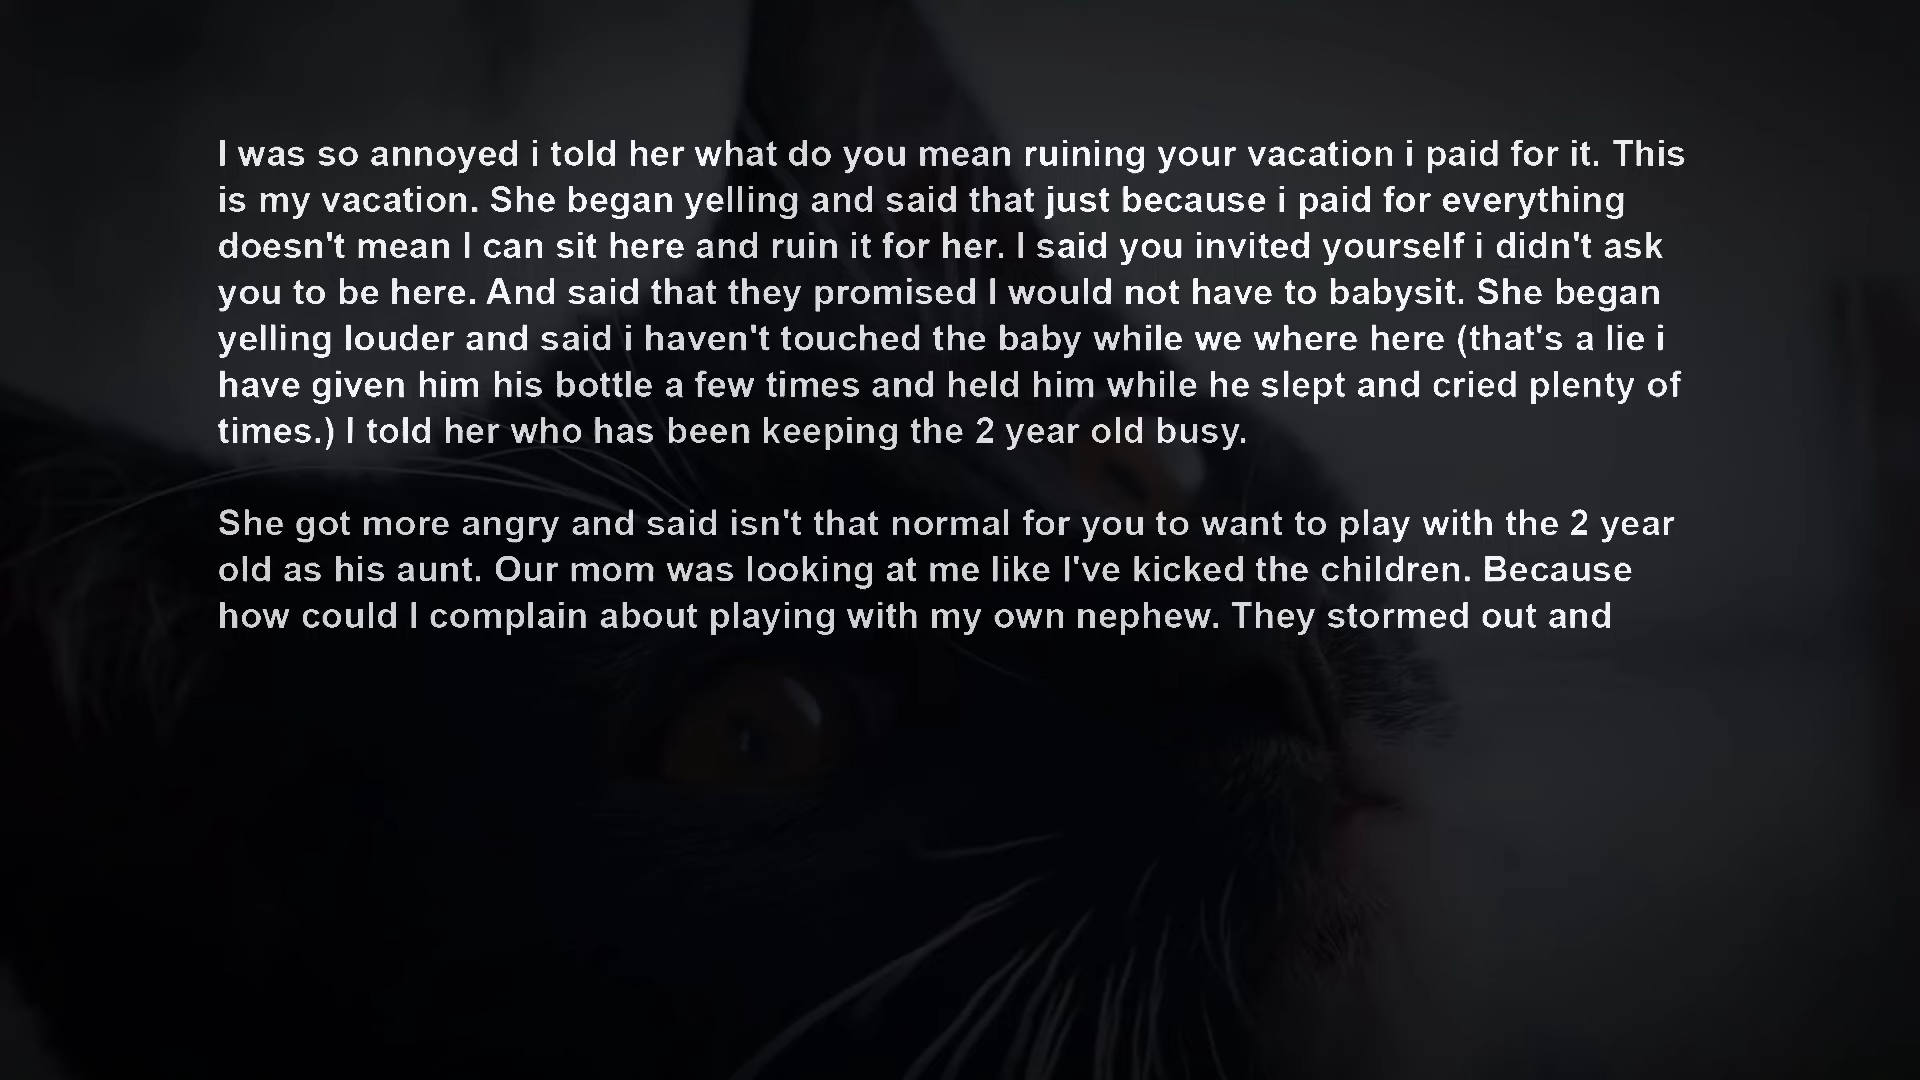 I was so annoyed i told her what do you mean ruining your vacation i paid for it. This
is my vacation. She began yelling and said that just because i paid for everything
doesn't mean I can sit here and ruin it for her. I said you invited yourself i didn't ask
you to be here. And said that they promised I would not have to babysit. She began
yelling louder and said i haven't touched the baby while we where here (that's a lie i
have given him his bottle a few times and held him while he slept and cried plenty of
times.) I told her who has been keeping the 2 year old busy.
She got more angry and said isn't that normal for you to want to play with the 2 year
old as his aunt. Our mom was looking at me like I've kicked the children. Because
how could I complain about playing with my own nephew. They stormed out and